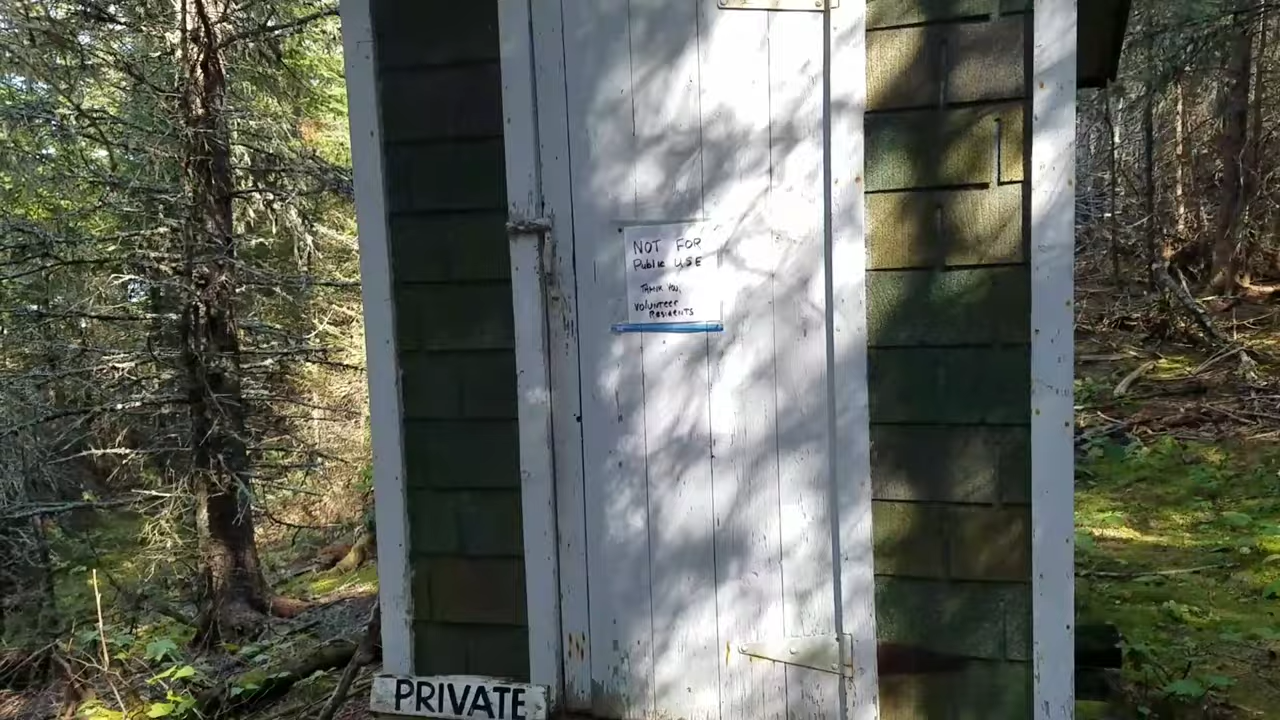 NOT FOR
Public USE
THANK YOU,
VOLUNTEER
RESIDENTS
PRIVATE